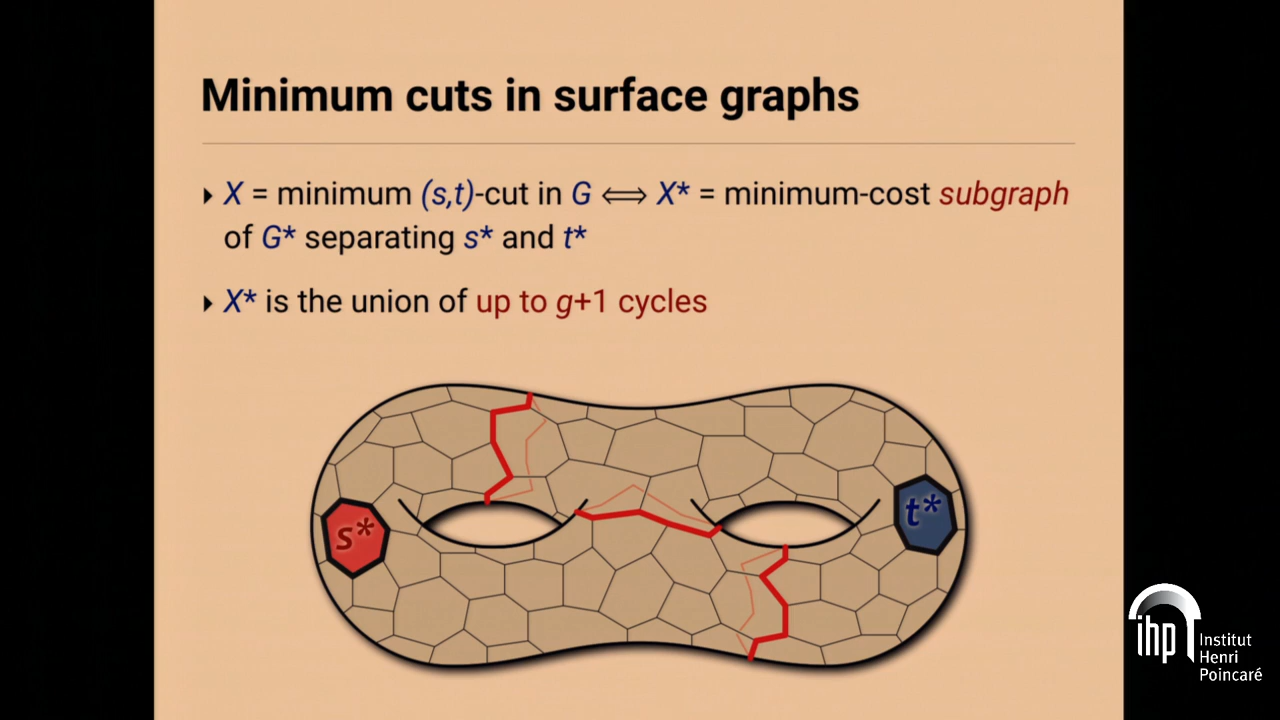 Minimum cuts in surface graphs
X = minimum (s,t)-cut in G ⟺ X* = minimum-cost subgraph
of G* separating s* and t*
X* is the union of up to g+1 cycles
s*
t*
ihp
Institut
Henri
Poincaré